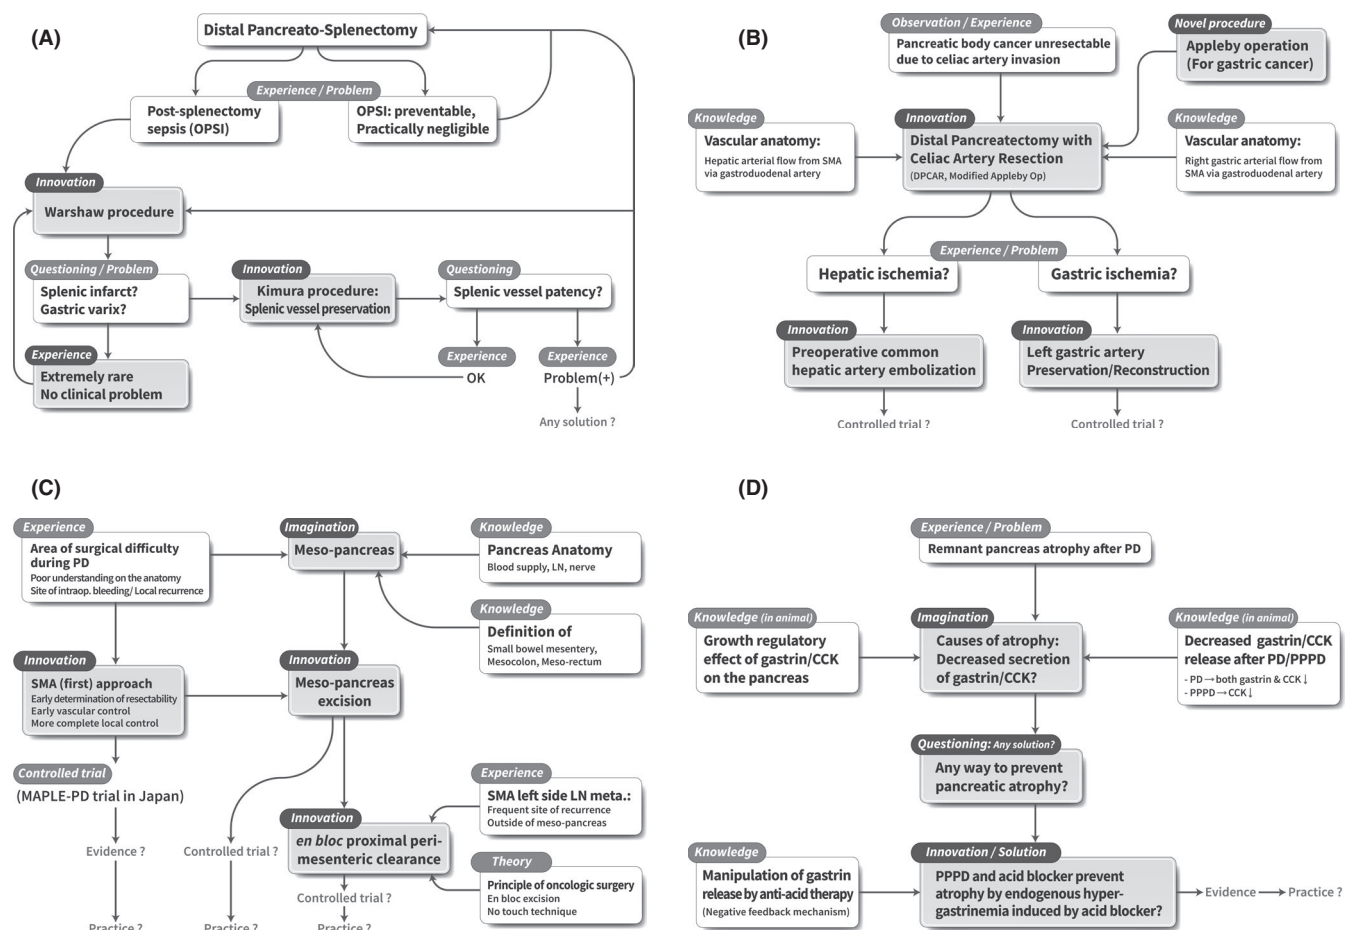 (A)
Distal Pancreato-Splenectomy
Experience / Problem
Post-splenectomy
sepsis (OPSI)
OPSI: preventable,
Practically negligible
Innovation
Warshaw procedure
Questioning / Problem
Splenic infarct?
Gastric varix?
Innovation
Kimura procedure:
Splenic vessel preservation
Questioning
Splenic vessel patency?
Experience
Extremely rare
No clinical problem
Experience
OK
Experience
Problem(+)
Any solution ?
(B)
Observation / Experience
Pancreatic body cancer unresectable
due to celiac artery invasion
Novel procedure
Appleby operation
(For gastric cancer)
Knowledge
Vascular anatomy:
Hepatic arterial flow from SMA
via gastroduodenal artery
Innovation
Distal Pancreatectomy with
Celiac Artery Resection
(DPCAR, Modified Appleby Op)
Knowledge
Vascular anatomy:
Right gastric arterial flow from
SMA via gastroduodenal artery
Experience / Problem
Hepatic ischemia?
Gastric ischemia?
Innovation
Preoperative common
hepatic artery embolization
Innovation
Left gastric artery
Preservation/Reconstruction
Controlled trial ?
Controlled trial ?
(C)
Experience
Area of surgical difficulty
during PD
Poor understanding on the anatomy
Site of intraop. bleeding/ Local recurrence
Imagination
Meso-pancreas
Knowledge
Pancreas Anatomy
Blood supply, LN, nerve
Knowledge
Definition of
Small bowel mesentery,
Mesocolon, Meso-rectum
Innovation
SMA (first) approach
Early determination of resectability
Early vascular control
More complete local control
Innovation
Meso-pancreas
excision
Controlled trial
(MAPLE-PD trial in Japan)
Evidence ?
Practice ?
Controlled trial ?
Practice ?
Innovation
en bloc proximal peri-
mesenteric clearance
Controlled trial ?
Practice ?
Experience
SMA left side LN meta.:
Frequent site of recurrence
Outside of meso-pancreas
Theory
Principle of oncologic surgery
En bloc excision
No touch technique
(D)
Experience / Problem
Remnant pancreas atrophy after PD
Knowledge (in animal)
Growth regulatory
effect of gastrin/CCK
on the pancreas
Imagination
Causes of atrophy:
Decreased secretion
of gastrin/CCK?
Knowledge (in animal)
Decreased gastrin/CCK
release after PD/PPPD
- PD → both gastrin & CCK ↓
- PPPD → CCK ↓
Questioning: Any solution?
Any way to prevent
pancreatic atrophy?
Knowledge
Manipulation of gastrin
release by anti-acid therapy
(Negative feedback mechanism)
Innovation / Solution
PPPD and acid blocker prevent
atrophy by endogenous hyper-
gastrinemia induced by acid blocker?
Evidence
Practice ?